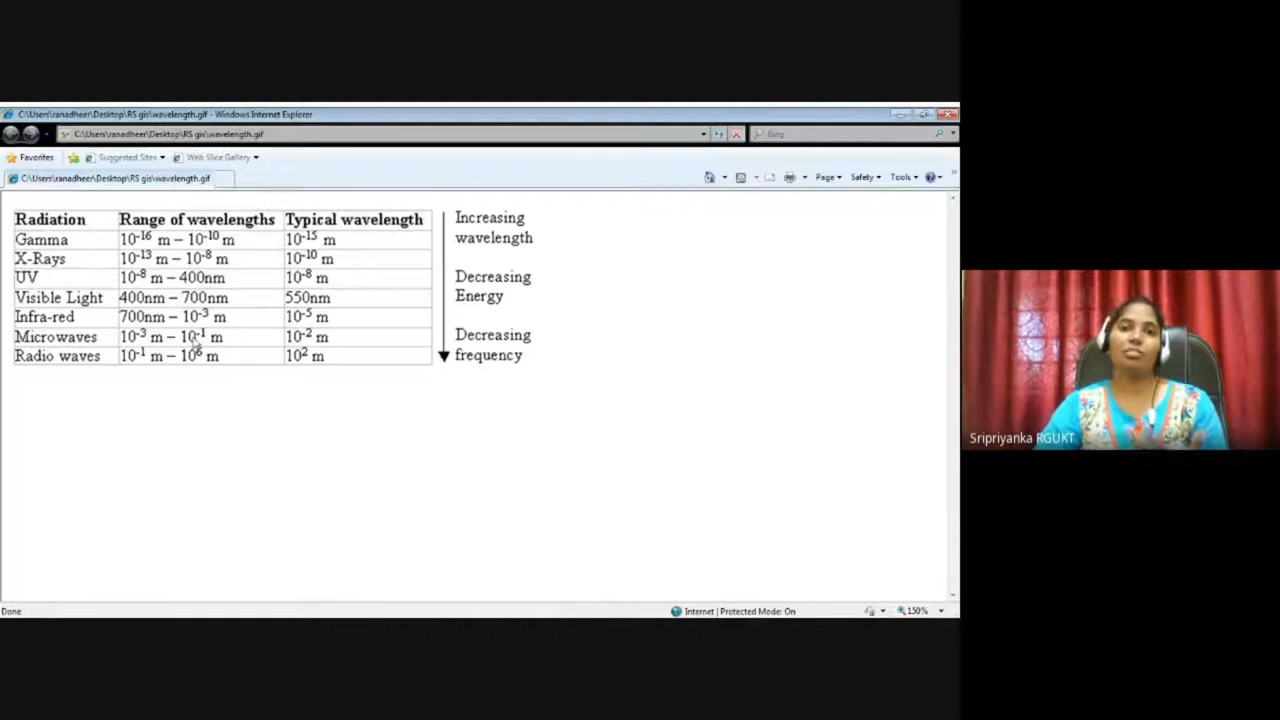 C:\Users\ranadheer\Desktop\RS gis\wavelength.gif - Windows Internet Explorer
C:\Users\ranadheer\Desktop\RS gis\wavelength.gif
Bing
Favorites Suggested Sites Web Slice Gallery
C:\Users\ranadheer\Desktop\RS gis\wavelength.gif Page Safety Tools
Radiation Range of wavelengths Typical wavelength
Gamma 10⁻¹⁶ m – 10⁻¹⁰ m 10⁻¹⁵ m
X-Rays 10⁻¹³ m – 10⁻⁸ m 10⁻¹⁰ m
UV 10⁻⁸ m – 400nm 10⁻⁸ m
Visible Light 400nm – 700nm 550nm
Infra-red 700nm – 10⁻³ m 10⁻⁵ m
Microwaves 10⁻³ m – 10⁻¹ m 10⁻² m
Radio waves 10⁻¹ m – 10⁶ m 10² m
Increasing
wavelength
Decreasing
Energy
Decreasing
frequency
Sripriyanka RGUKT
Done Internet | Protected Mode: On 150%